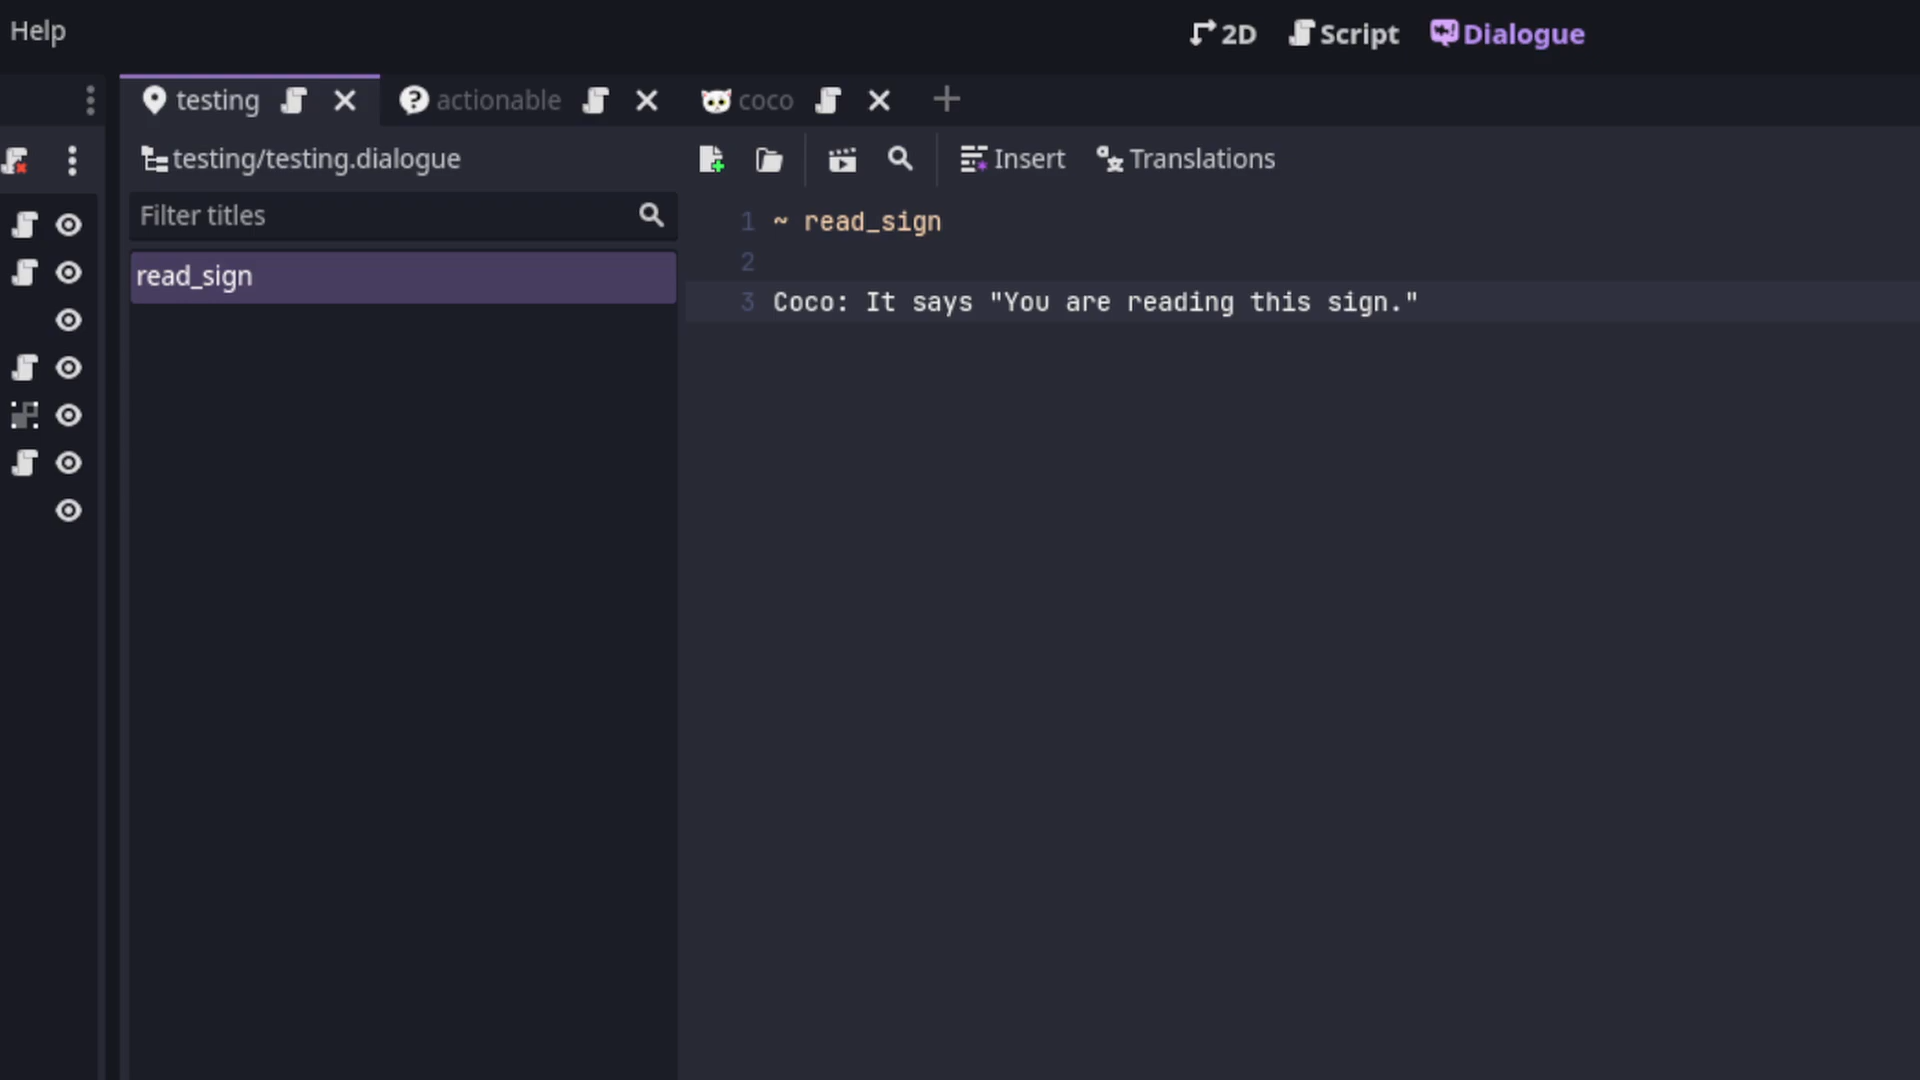 Help
2D Script Dialogue
testing actionable coco
testing/testing.dialogue
Insert Translations
Filter titles
read_sign
1 ~ read_sign
2
3 Coco: It says "You are reading this sign."